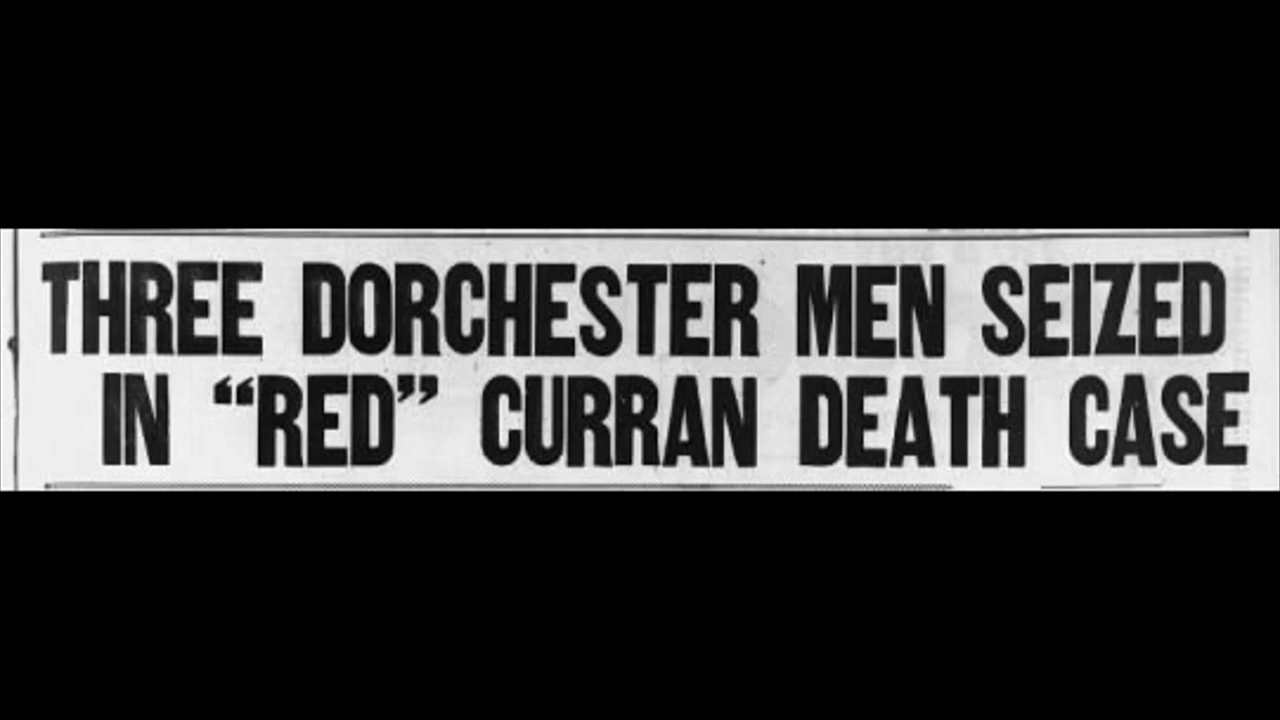 THREE DORCHESTER MEN SEIZED
IN “RED” CURRAN DEATH CASE